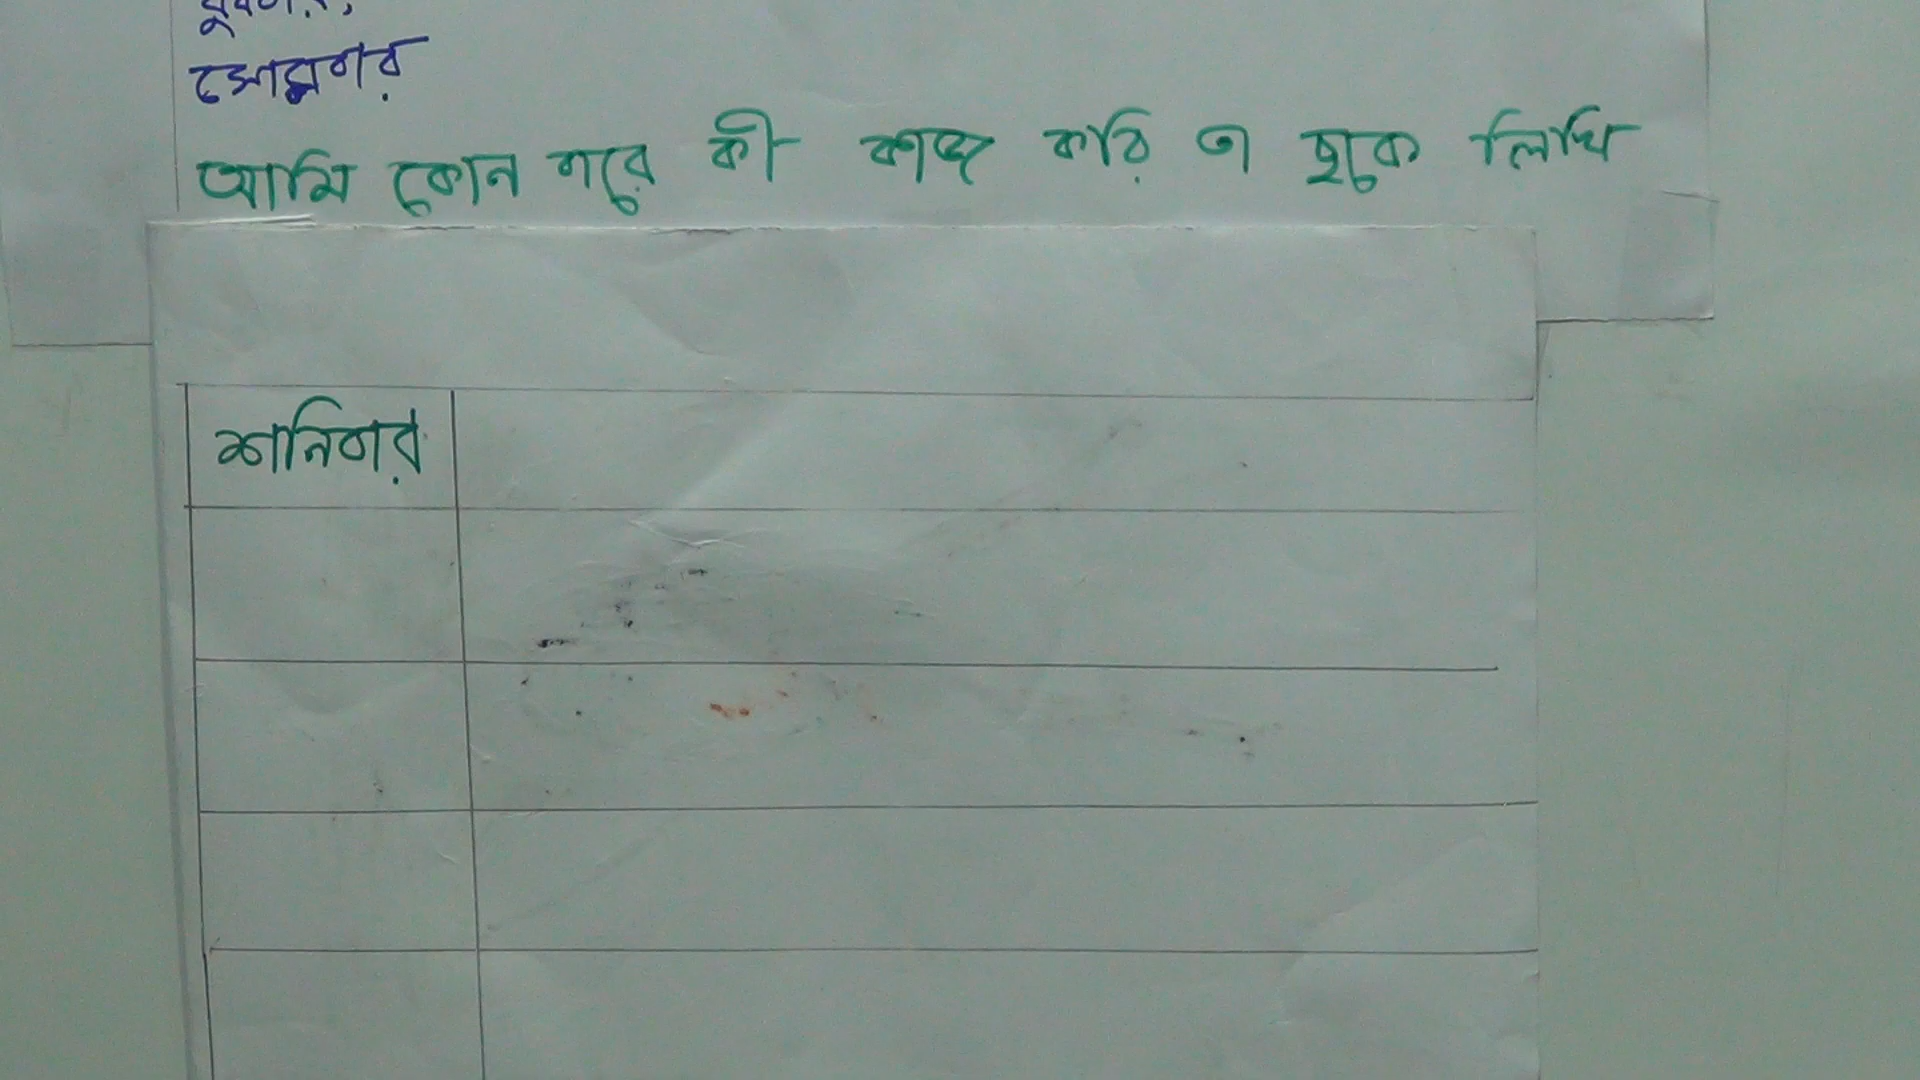 সোমবার
আমি কোন বারে কী কাজ করি তা ছকে লিখি
শনিবার